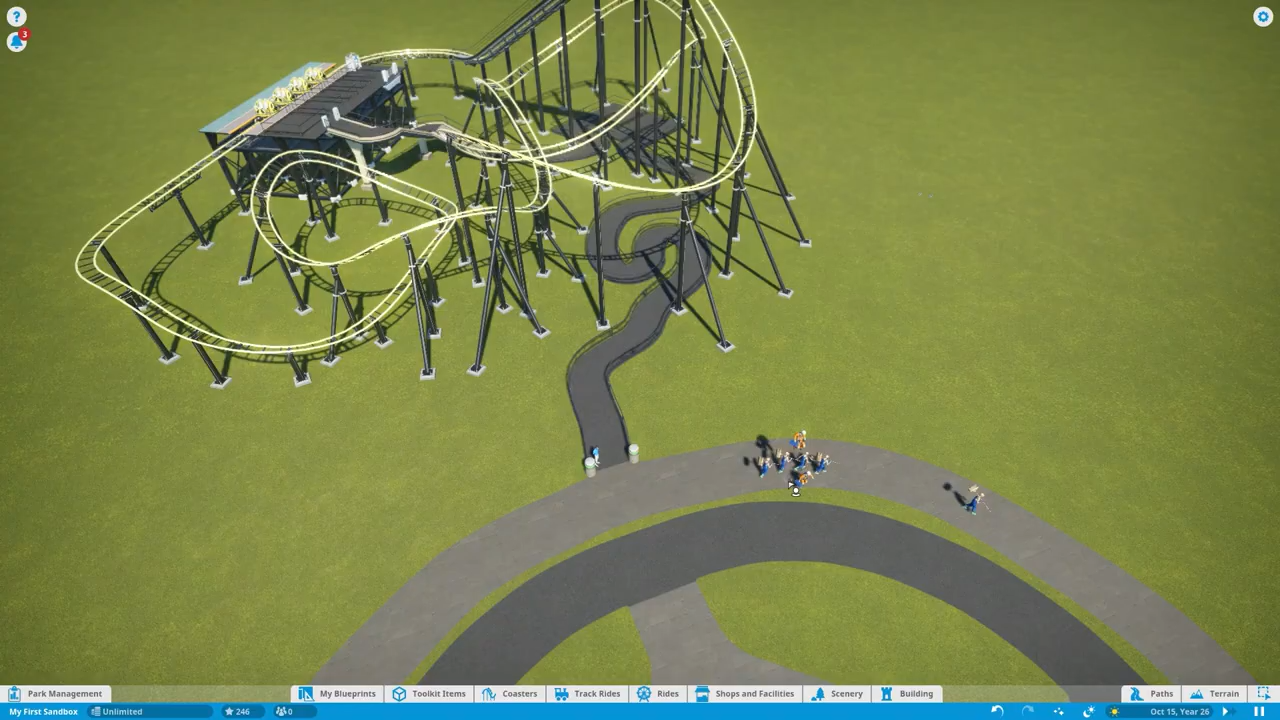 ?
3
Park Management
My Blueprints
Toolkit Items
Coasters
Track Rides
Rides
Shops and Facilities
Scenery
Building
Paths
Terrain
My First Sandbox
Unlimited
246
0
Oct 15, Year 26